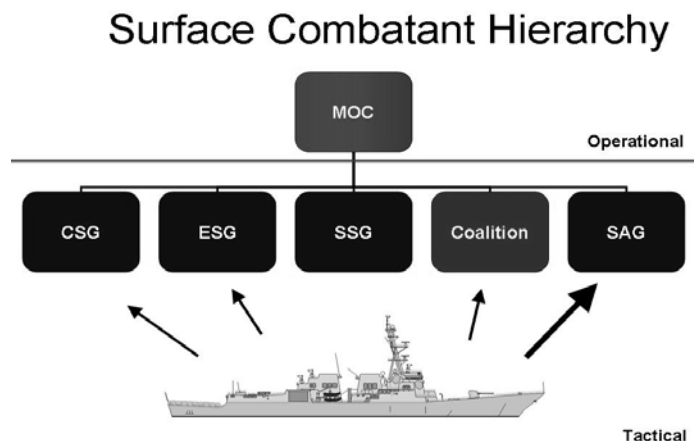 Surface Combatant Hierarchy
MOC
Operational
CSG
ESG
SSG
Coalition
SAG
Tactical